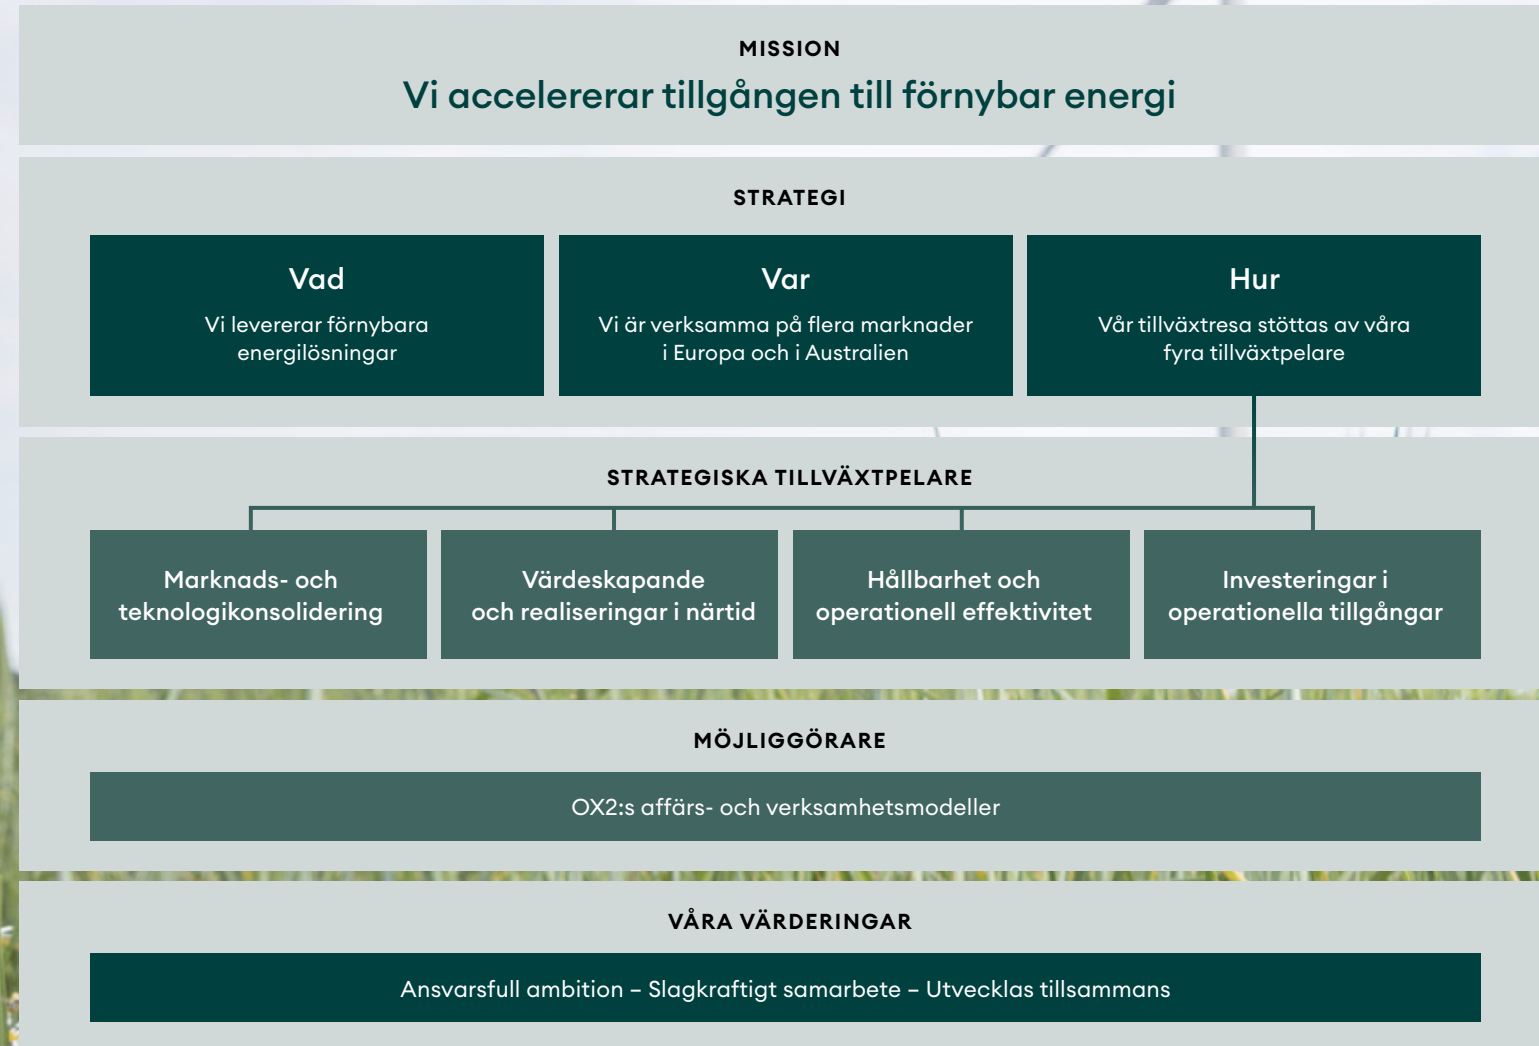 MISSION
Vi accelererar tillgången till förnybar energi
STRATEGI
Vad
Vi levererar förnybara
energilösningar
Var
Vi är verksamma på flera marknader
i Europa och i Australien
Hur
Vår tillväxtresa stöttas av våra
fyra tillväxtpelare
STRATEGISKA TILLVÄXTPELARE
Marknads- och
teknologikonsolidering
Värdeskapande
och realiseringar i närtid
Hållbarhet och
operationell effektivitet
Investeringar i
operationella tillgångar
MÖJLIGGÖRARE
OX2:s affärs- och verksamhetsmodeller
VÅRA VÄRDERINGAR
Ansvarsfull ambition – Slagkraftigt samarbete – Utvecklas tillsammans